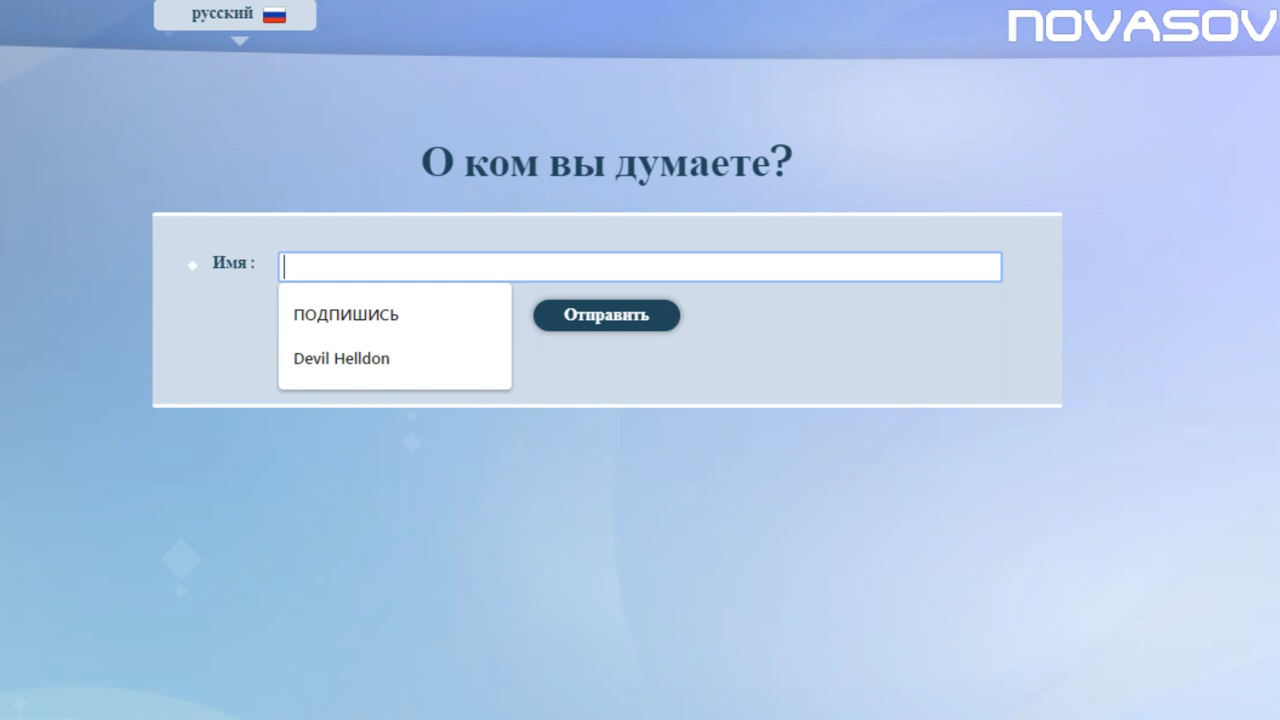 русский
NOVASOV
О ком вы думаете?
Имя :
ПОДПИШИСЬ
Отправить
Devil Helldon